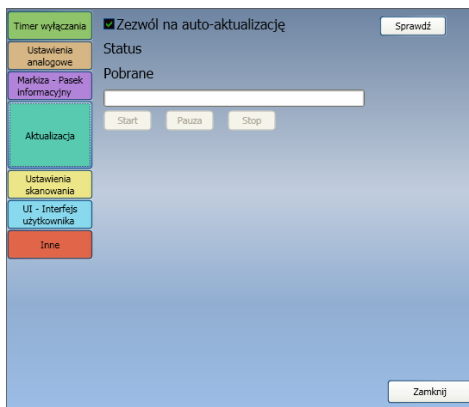 Timer wyłączania
Ustawienia
analogowe
Markiza - Pasek
informacyjny
Aktualizacja
Ustawienia
skanowania
UI - Interfejs
użytkownika
Inne
Zezwól na auto-aktualizację
Sprawdź
Status
Pobrane
Start
Pauza
Stop
Zamknij